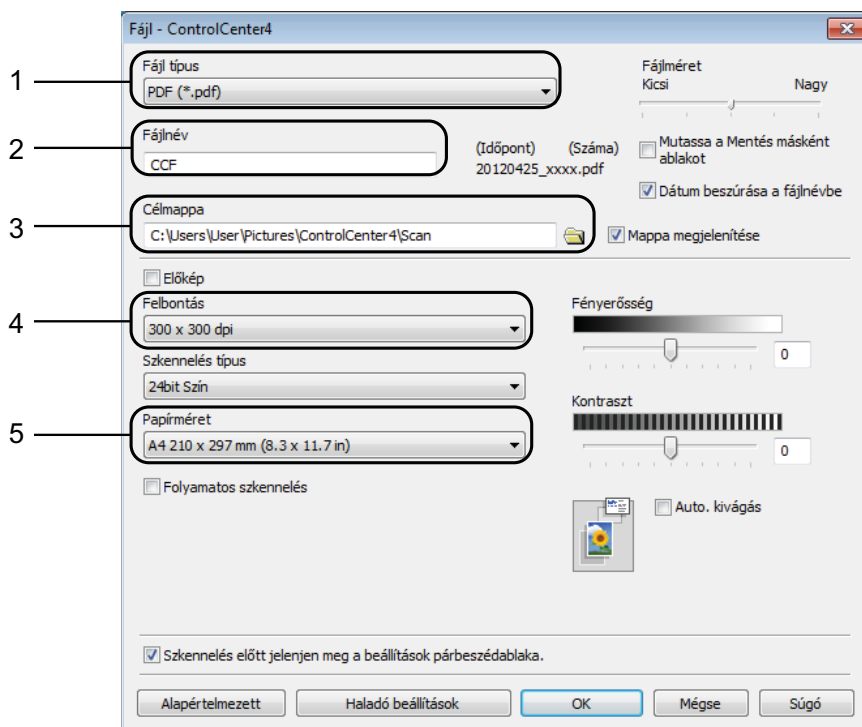 Fájl - ControlCenter4
1
Fájl típus
PDF (*.pdf)
Fájlméret
Kicsi Nagy
2
Fájlnév
CCF
(Időpont) (Száma)
20120425_xxxx.pdf
Mutassa a Mentés másként
ablakot
Dátum beszúrása a fájlnévbe
3
Célmappa
C:\Users\User\Pictures\ControlCenter4\Scan
Mappa megjelenítése
Előkép
4
Felbontás
300 x 300 dpi
Fényerősség
0
Szkennelés típus
24bit Szín
Kontraszt
0
5
Papírméret
A4 210 x 297 mm (8.3 x 11.7 in)
Folyamatos szkennelés
Auto. kivágás
Szkennelés előtt jelenjen meg a beállítások párbeszédablaka.
Alapértelmezett Haladó beállítások OK Mégse Súgó